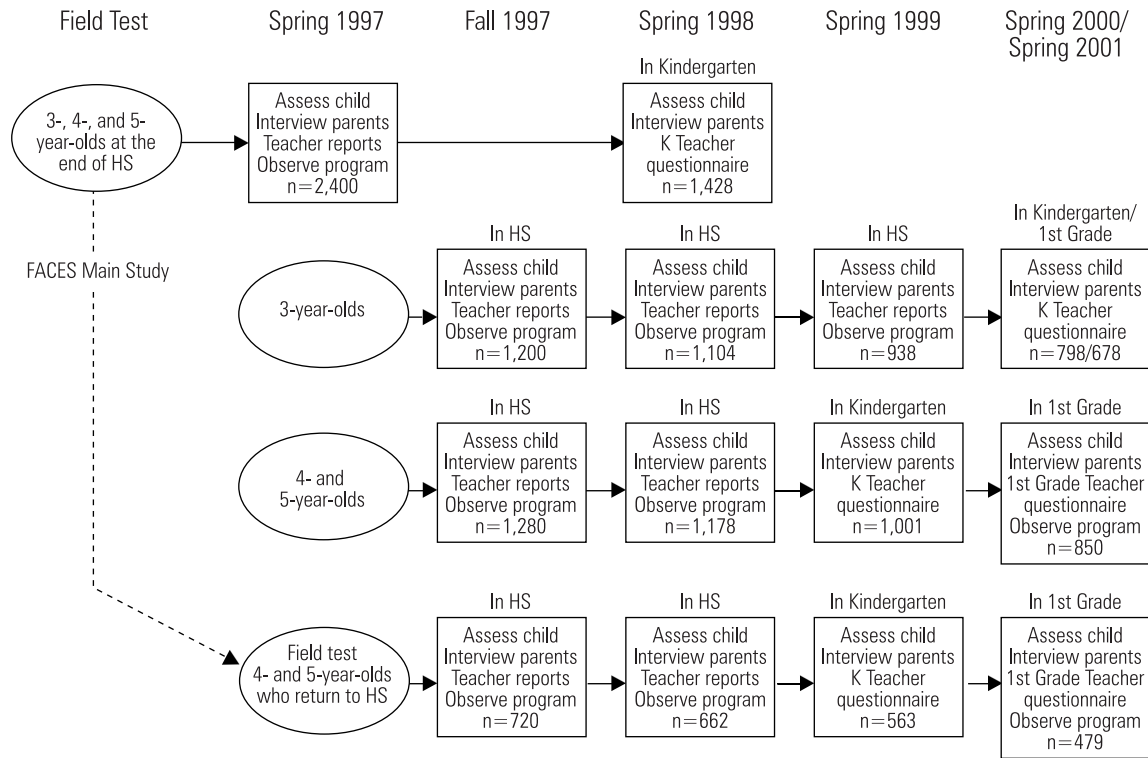 Field Test
Spring 1997
Fall 1997
Spring 1998
Spring 1999
Spring 2000/
Spring 2001
3-, 4-, and 5-
year-olds at the
end of HS
Assess child
Interview parents
Teacher reports
Observe program
n=2,400
In Kindergarten
Assess child
Interview parents
K Teacher
questionnaire
n=1,428
FACES Main Study
3-year-olds
In HS
Assess child
Interview parents
Teacher reports
Observe program
n=1,200
In HS
Assess child
Interview parents
Teacher reports
Observe program
n=1,104
In HS
Assess child
Interview parents
Teacher reports
Observe program
n=938
In Kindergarten/
1st Grade
Assess child
Interview parents
K Teacher
questionnaire
n=798/678
4- and
5-year-olds
In HS
Assess child
Interview parents
Teacher reports
Observe program
n=1,280
In HS
Assess child
Interview parents
Teacher reports
Observe program
n=1,178
In Kindergarten
Assess child
Interview parents
K Teacher
questionnaire
n=1,001
In 1st Grade
Assess child
Interview parents
1st Grade Teacher
questionnaire
Observe program
n=850
Field test
4- and 5-year-olds
who return to HS
In HS
Assess child
Interview parents
Teacher reports
Observe program
n=720
In HS
Assess child
Interview parents
Teacher reports
Observe program
n=662
In Kindergarten
Assess child
Interview parents
K Teacher
questionnaire
n=563
In 1st Grade
Assess child
Interview parents
1st Grade Teacher
questionnaire
Observe program
n=479